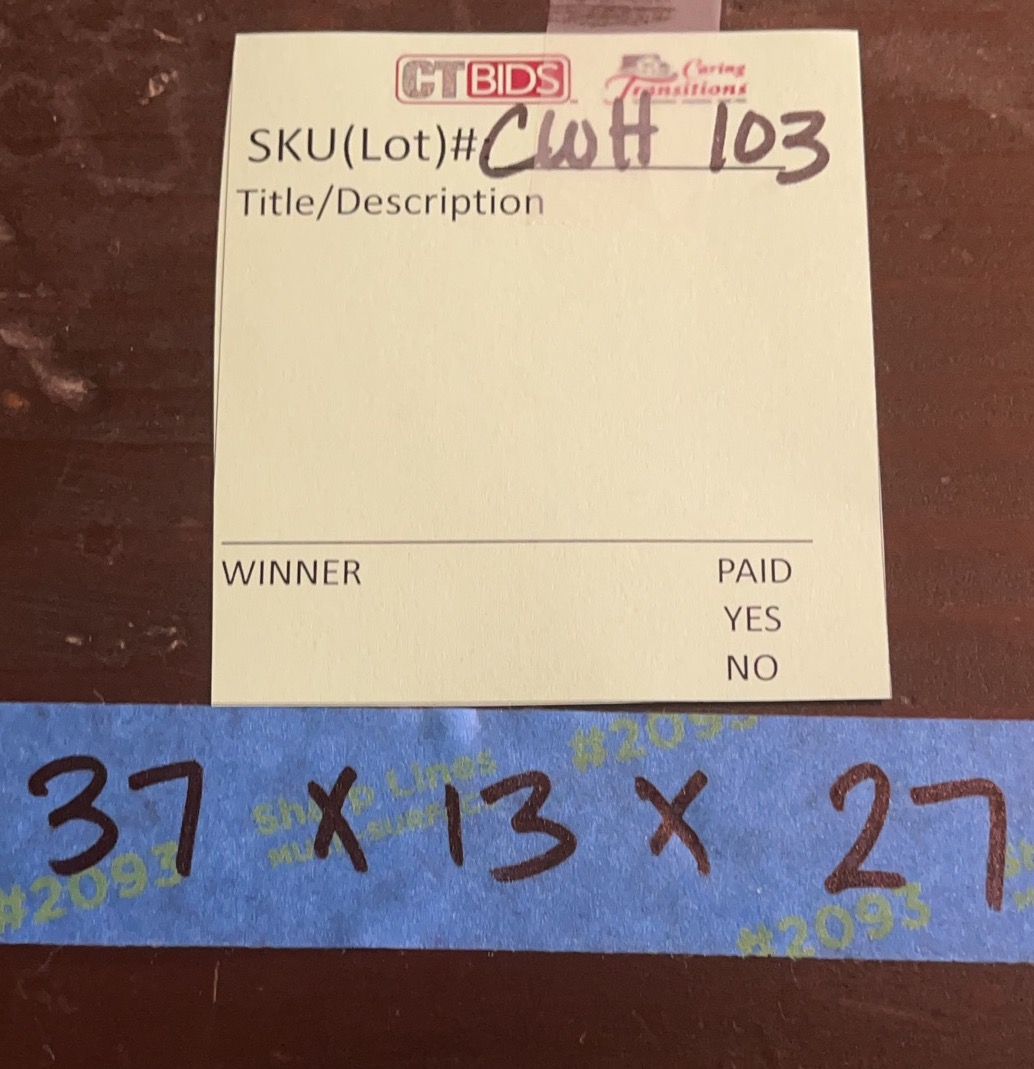 CTBIDS Caring Transitions
SKU(Lot)#: CWH 103
Title/Description
WINNER PAID
YES
NO
#2093
Sharp Lines
37 X 13 X 27
#2093
#2093